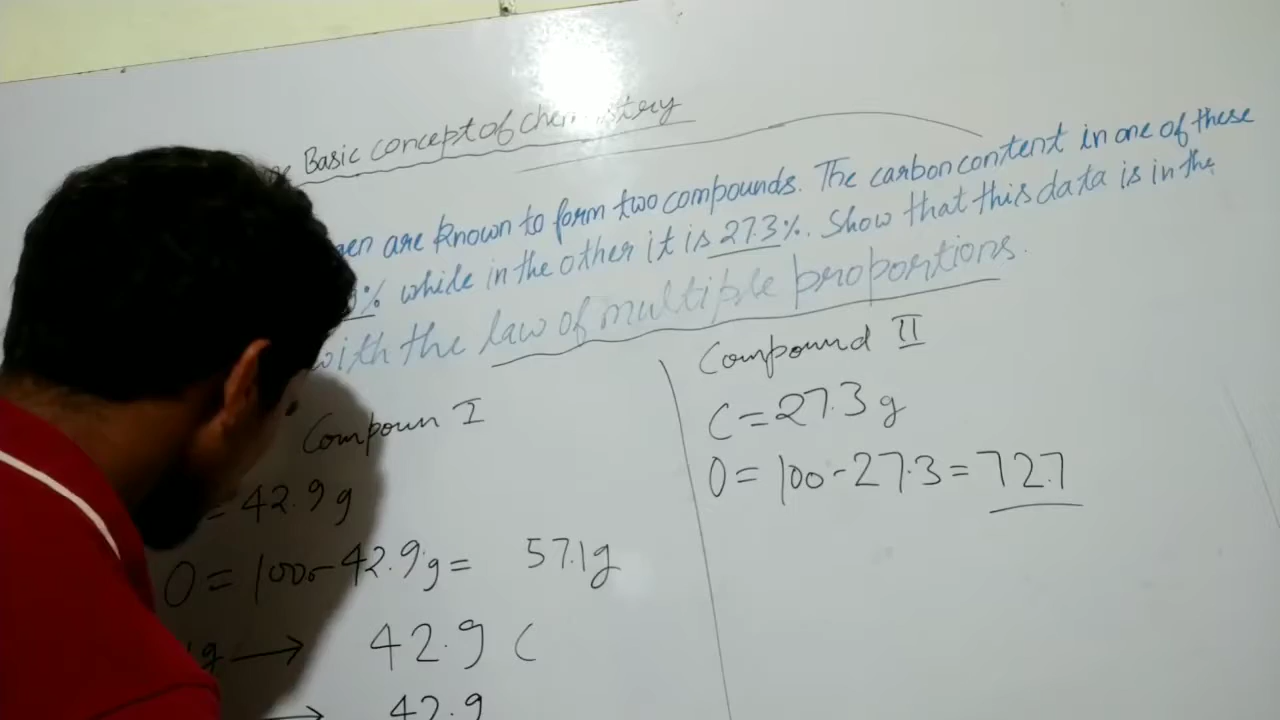 Basic concept of chemistry
are known to form two compounds. The carbon content in one of these
% while in the other it is 27.3%. Show that this data is in the
with the law of multiple proportions.
Compoun I
= 42.9 g
O = 100 - 42.9 g = 57.1 g
g → 42.9 C
→ 42.9
Compound II
C = 27.3 g
O = 100 - 27.3 = 72.7